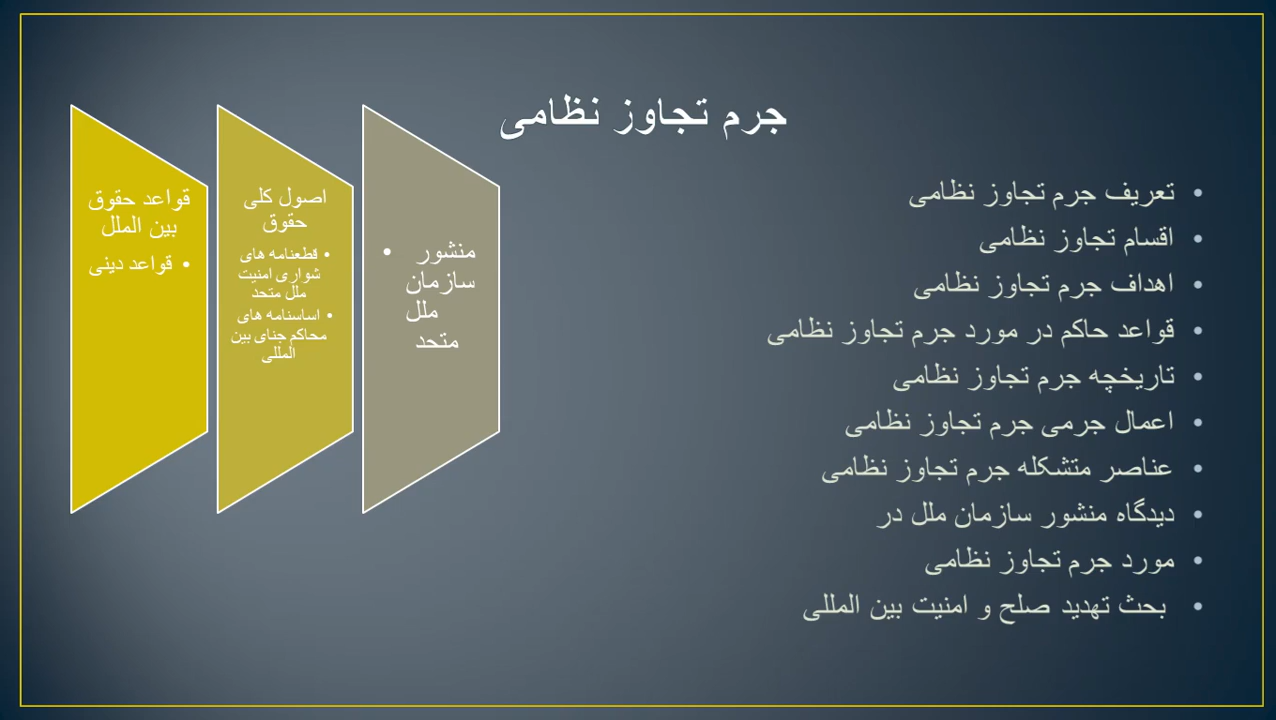 جرم تجاوز نظامی
• تعریف جرم تجاوز نظامی
• اقسام تجاوز نظامی
• اهداف جرم تجاوز نظامی
• قواعد حاکم در مورد جرم تجاوز نظامی
• تاریخچه جرم تجاوز نظامی
• اعمال جرمی جرم تجاوز نظامی
• عناصر متشکله جرم تجاوز نظامی
• دیدگاه منشور سازمان ملل در
• مورد جرم تجاوز نظامی
• بحث تهدید صلح و امنیت بین المللی
• منشور
سازمان
ملل
متحد
اصول کلی
حقوق
• قطعنامه های
شواری امنیت
ملل متحد
• اساسنامه های
محاکم جنای بین
المللی
قواعد حقوق
بین الملل
• قواعد دینی